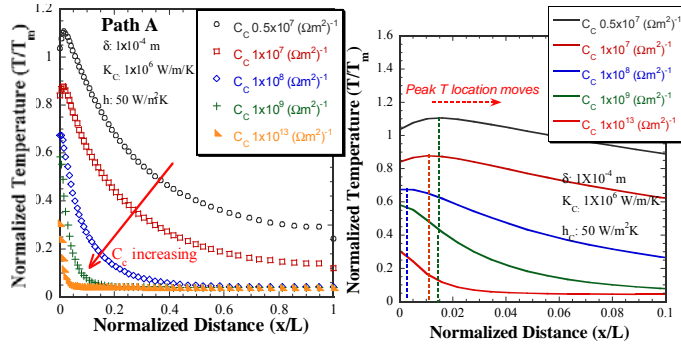 Path A
δ: 1x10⁻⁴ m
K_C: 1x10⁶ W/m/K
h: 50 W/m²K
C_C 0.5x10⁷ (Ωm²)⁻¹
C_C 1x10⁷ (Ωm²)⁻¹
C_C 1x10⁸ (Ωm²)⁻¹
C_C 1x10⁹ (Ωm²)⁻¹
C_C 1x10¹³ (Ωm²)⁻¹
C_c increasing
Normalized Temperature (T/T_m)
1.2
1
0.8
0.6
0.4
0.2
0
0 0.2 0.4 0.6 0.8 1
Normalized Distance (x/L)
C_C 0.5x10⁷ (Ωm²)⁻¹
C_C 1x10⁷ (Ωm²)⁻¹
C_C 1x10⁸ (Ωm²)⁻¹
C_C 1x10⁹ (Ωm²)⁻¹
C_C 1x10¹³ (Ωm²)⁻¹
Peak T location moves
δ: 1X10⁻⁴ m
K_C: 1X10⁶ W/m/K
h_C: 50 W/m²K
Normalized Temperature (T/T_m)
1.6
1.4
1.2
1
0.8
0.6
0.4
0.2
0
0 0.02 0.04 0.06 0.08 0.1
Normalized Distance (x/L)